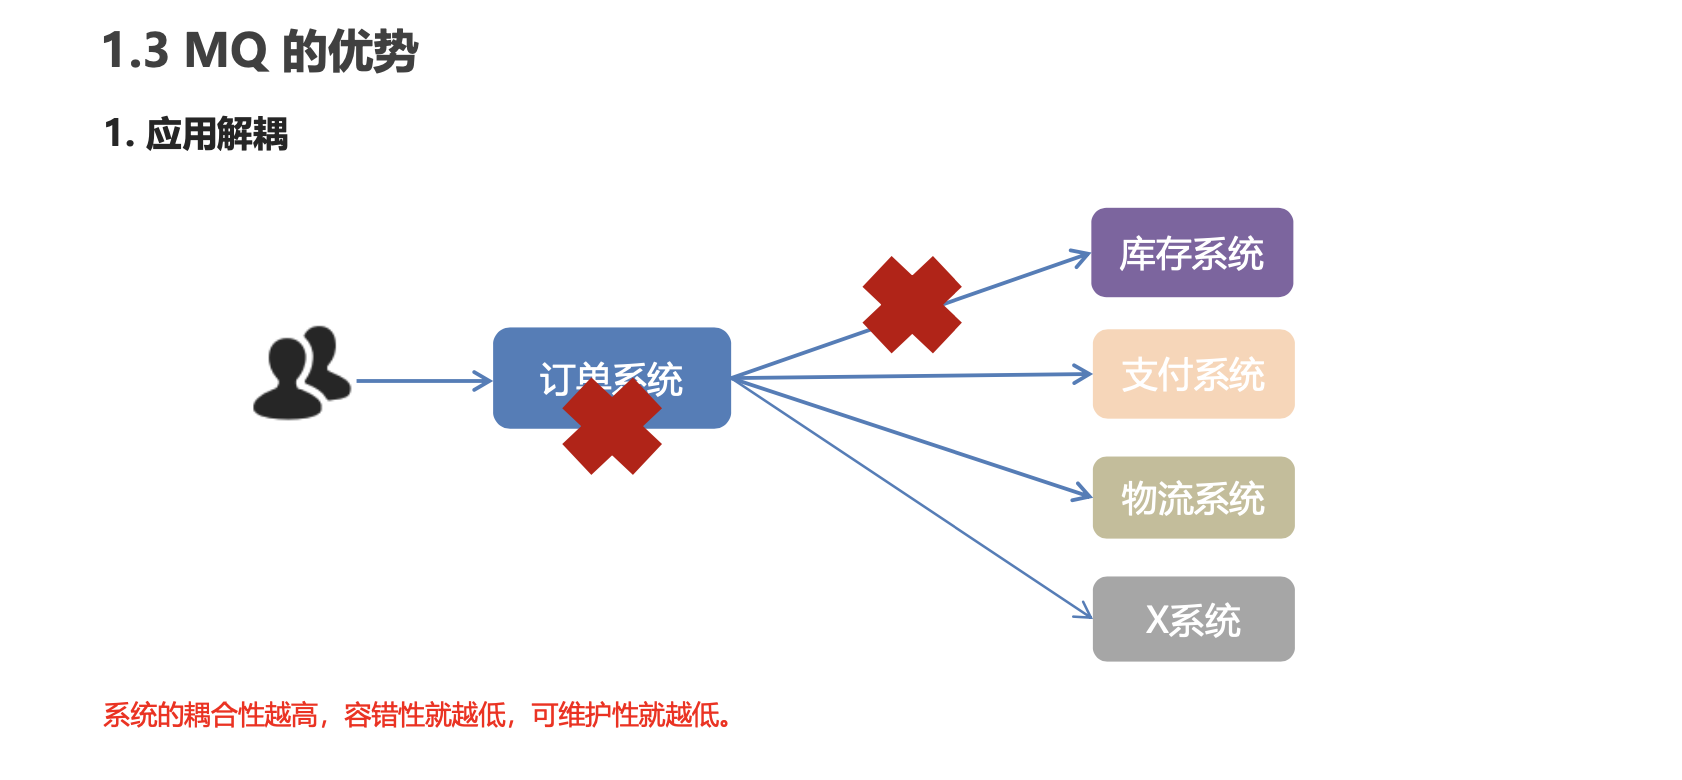 1.3 MQ 的优势
1. 应用解耦
库存系统
订单系统
支付系统
物流系统
X系统
系统的耦合性越高，容错性就越低，可维护性就越低。